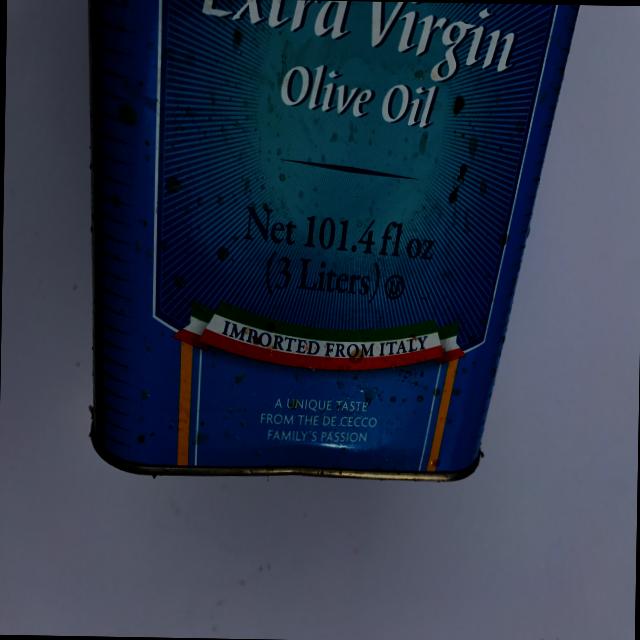 Extra Virgin
Olive Oil
Net 101.4 fl oz
(3 Liters)
IMPORTED FROM ITALY
A UNIQUE TASTE
FROM THE DE CECCO
FAMILY'S PASSION